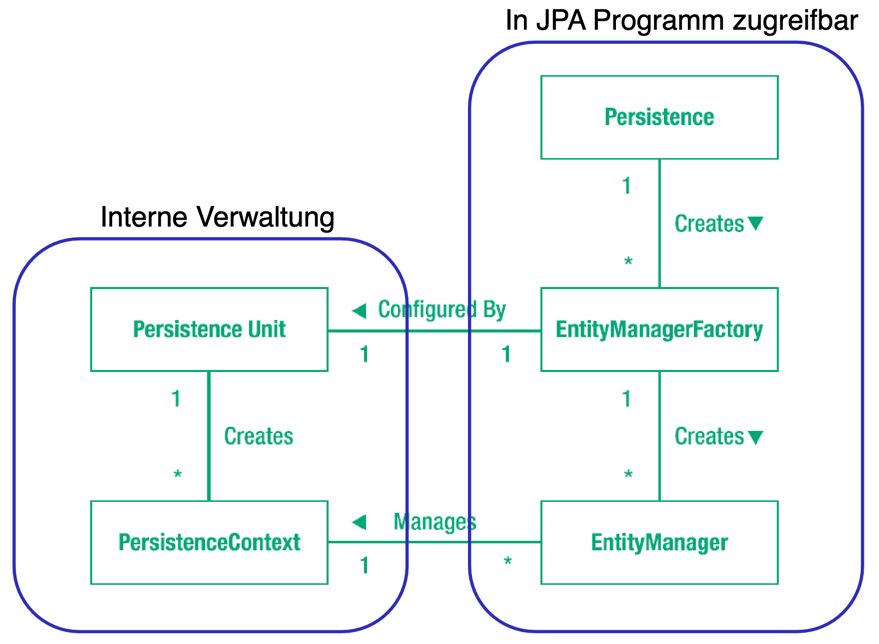 In JPA Programm zugreifbar
Persistence
1
Creates ▼
*
Interne Verwaltung
Persistence Unit
◄ Configured By
EntityManagerFactory
1
1
1
Creates
*
1
Creates ▼
*
PersistenceContext
◄ Manages
EntityManager
1
*